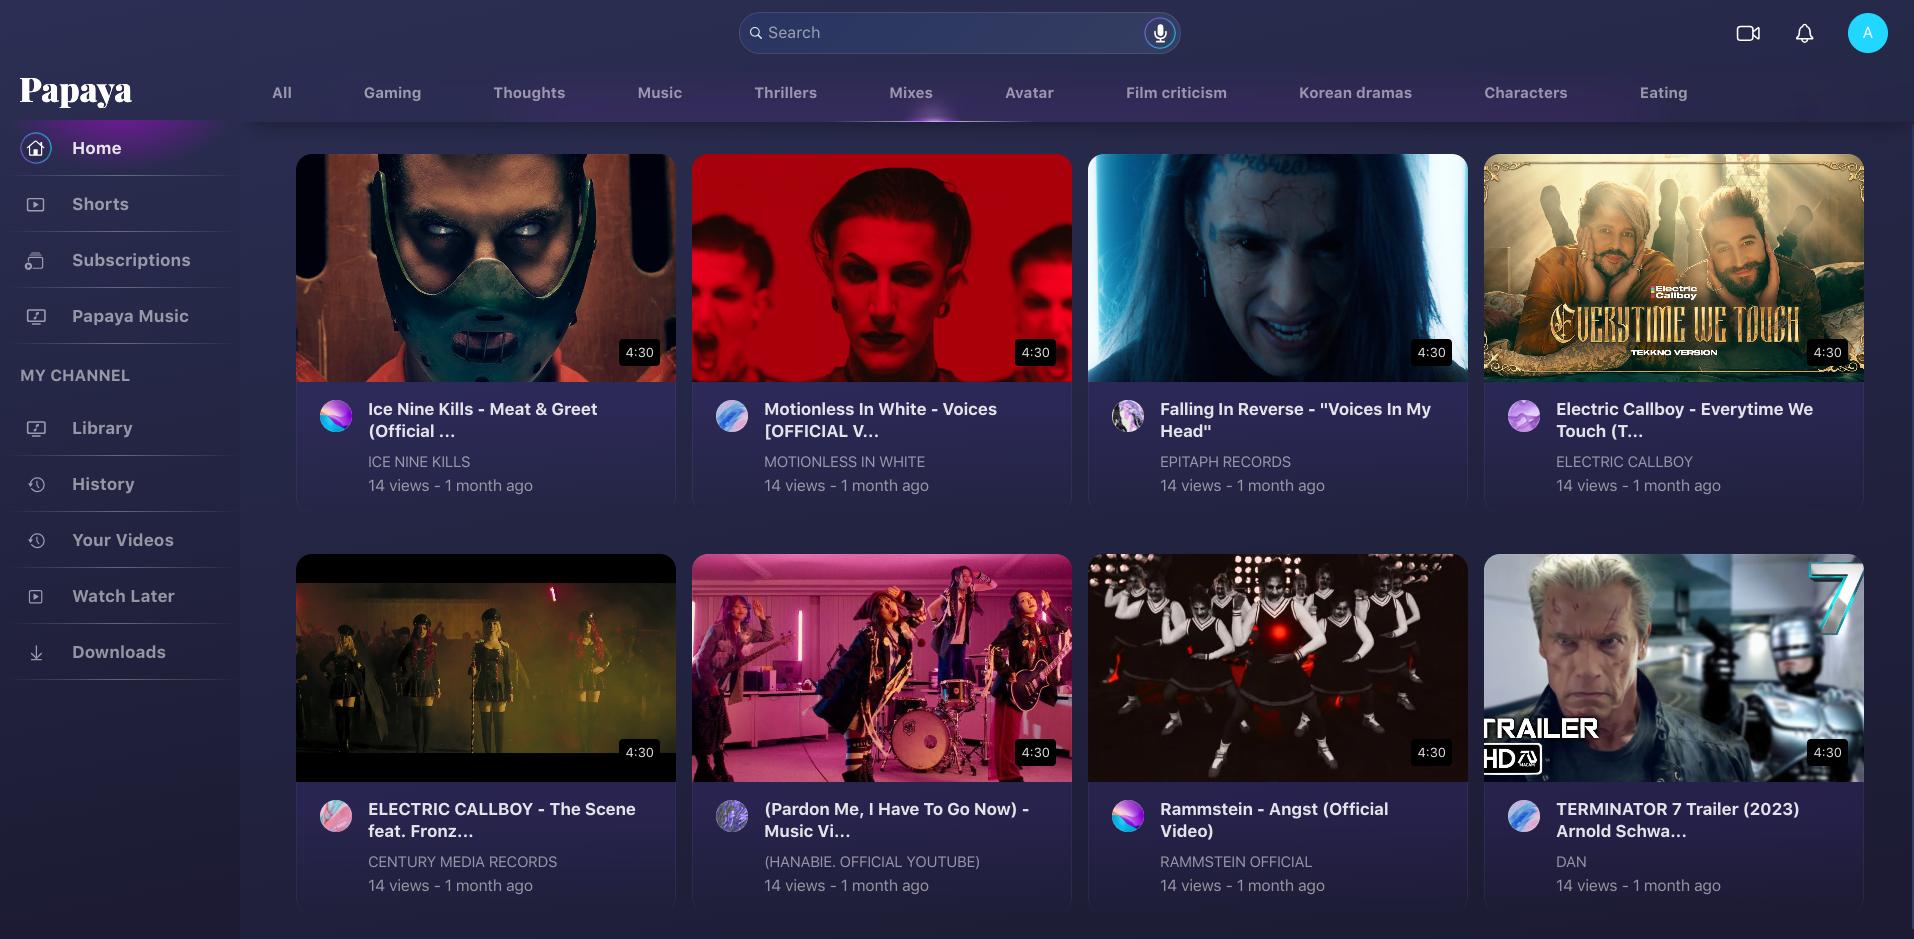 Search
A
Papaya
All
Gaming
Thoughts
Music
Thrillers
Mixes
Avatar
Film criticism
Korean dramas
Characters
Eating
Home
Shorts
Subscriptions
Papaya Music
MY CHANNEL
Library
History
Your Videos
Watch Later
Downloads
4:30
4:30
4:30
Electric
Callboy
EVERYTIME WE TOUCH
TEKKNO VERSION
4:30
Ice Nine Kills - Meat & Greet
(Official ...
ICE NINE KILLS
14 views - 1 month ago
Motionless In White - Voices
[OFFICIAL V...
MOTIONLESS IN WHITE
14 views - 1 month ago
Falling In Reverse - "Voices In My
Head"
EPITAPH RECORDS
14 views - 1 month ago
Electric Callboy - Everytime We
Touch (T...
ELECTRIC CALLBOY
14 views - 1 month ago
4:30
4:30
4:30
7
TRAILER
HD
4:30
ELECTRIC CALLBOY - The Scene
feat. Fronz...
CENTURY MEDIA RECORDS
14 views - 1 month ago
(Pardon Me, I Have To Go Now) -
Music Vi...
(HANABIE. OFFICIAL YOUTUBE)
14 views - 1 month ago
Rammstein - Angst (Official
Video)
RAMMSTEIN OFFICIAL
14 views - 1 month ago
TERMINATOR 7 Trailer (2023)
Arnold Schwa...
DAN
14 views - 1 month ago